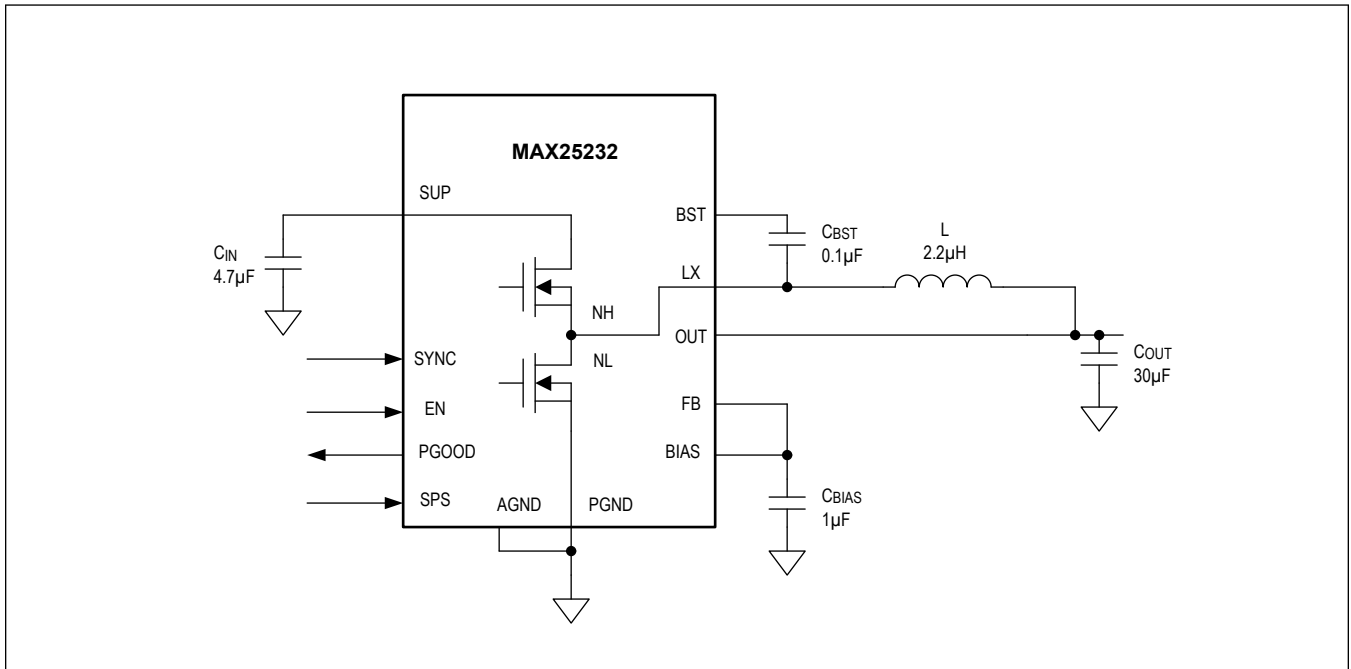 MAX25232
SUP
CIN
4.7µF
NH
NL
SYNC
EN
PGOOD
SPS
AGND
PGND
BST
LX
OUT
FB
BIAS
CBST
0.1µF
L
2.2µH
COUT
30µF
CBIAS
1µF